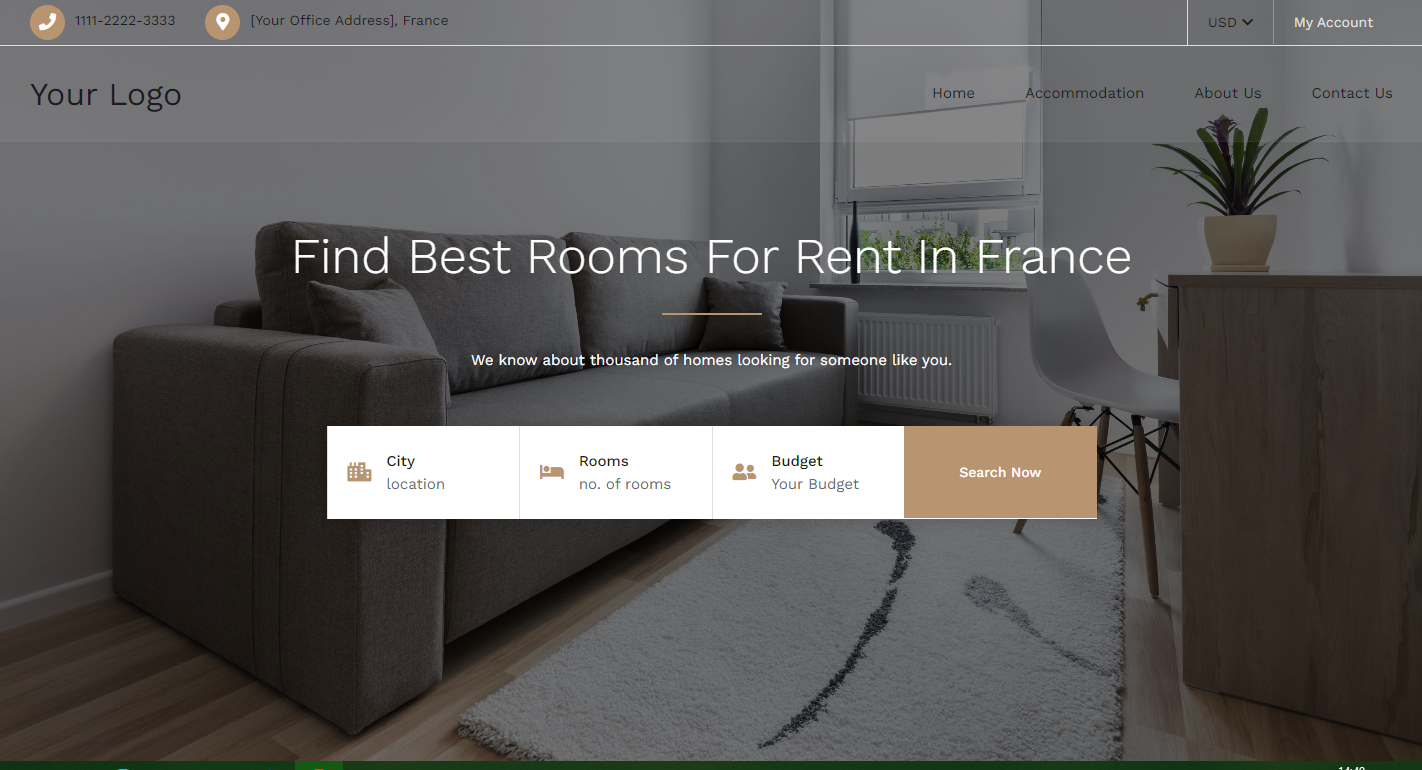 1111-2222-3333
[Your Office Address], France
USD
My Account
Your Logo
Home
Accommodation
About Us
Contact Us
Find Best Rooms For Rent In France
We know about thousand of homes looking for someone like you.
City
location
Rooms
no. of rooms
Budget
Your Budget
Search Now